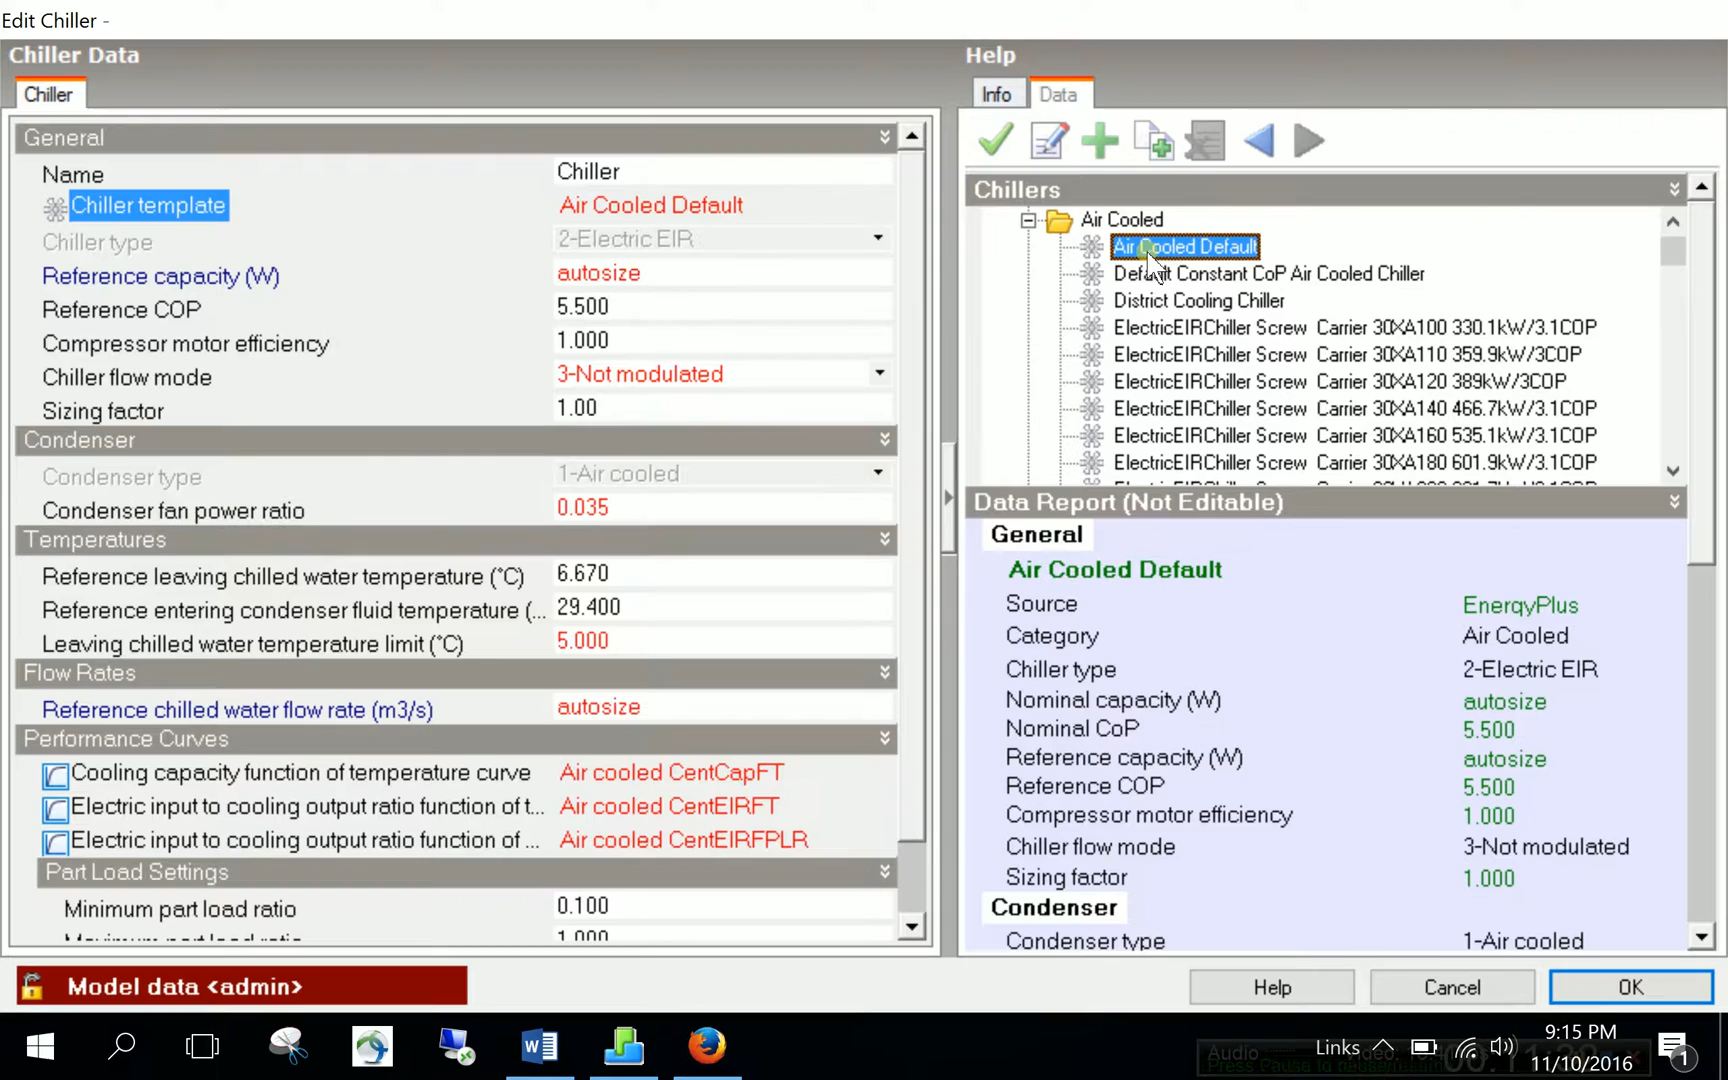 Edit Chiller -
Chiller Data
Chiller
General
Name Chiller
Chiller template Air Cooled Default
Chiller type 2-Electric EIR
Reference capacity (W) autosize
Reference COP 5.500
Compressor motor efficiency 1.000
Chiller flow mode 3-Not modulated
Sizing factor 1.00
Condenser
Condenser type 1-Air cooled
Condenser fan power ratio 0.035
Temperatures
Reference leaving chilled water temperature (°C) 6.670
Reference entering condenser fluid temperature (... 29.400
Leaving chilled water temperature limit (°C) 5.000
Flow Rates
Reference chilled water flow rate (m3/s) autosize
Performance Curves
Cooling capacity function of temperature curve Air cooled CentCapFT
Electric input to cooling output ratio function of t... Air cooled CentEIRFT
Electric input to cooling output ratio function of ... Air cooled CentEIRFPLR
Part Load Settings
Minimum part load ratio 0.100
Maximum part load ratio 1.000
Help
Info Data
Chillers
Air Cooled
Air Cooled Default
Default Constant CoP Air Cooled Chiller
District Cooling Chiller
ElectricEIRChiller Screw Carrier 30XA100 330.1kW/3.1COP
ElectricEIRChiller Screw Carrier 30XA110 359.9kW/3COP
ElectricEIRChiller Screw Carrier 30XA120 389kW/3COP
ElectricEIRChiller Screw Carrier 30XA140 466.7kW/3.1COP
ElectricEIRChiller Screw Carrier 30XA160 535.1kW/3.1COP
ElectricEIRChiller Screw Carrier 30XA180 601.9kW/3.1COP
Data Report (Not Editable)
General
Air Cooled Default
Source EnergyPlus
Category Air Cooled
Chiller type 2-Electric EIR
Nominal capacity (W) autosize
Nominal CoP 5.500
Reference capacity (W) autosize
Reference COP 5.500
Compressor motor efficiency 1.000
Chiller flow mode 3-Not modulated
Sizing factor 1.000
Condenser
Condenser type 1-Air cooled
Model data <admin>
Help Cancel OK
Links
9:15 PM
11/10/2016
1
Audio